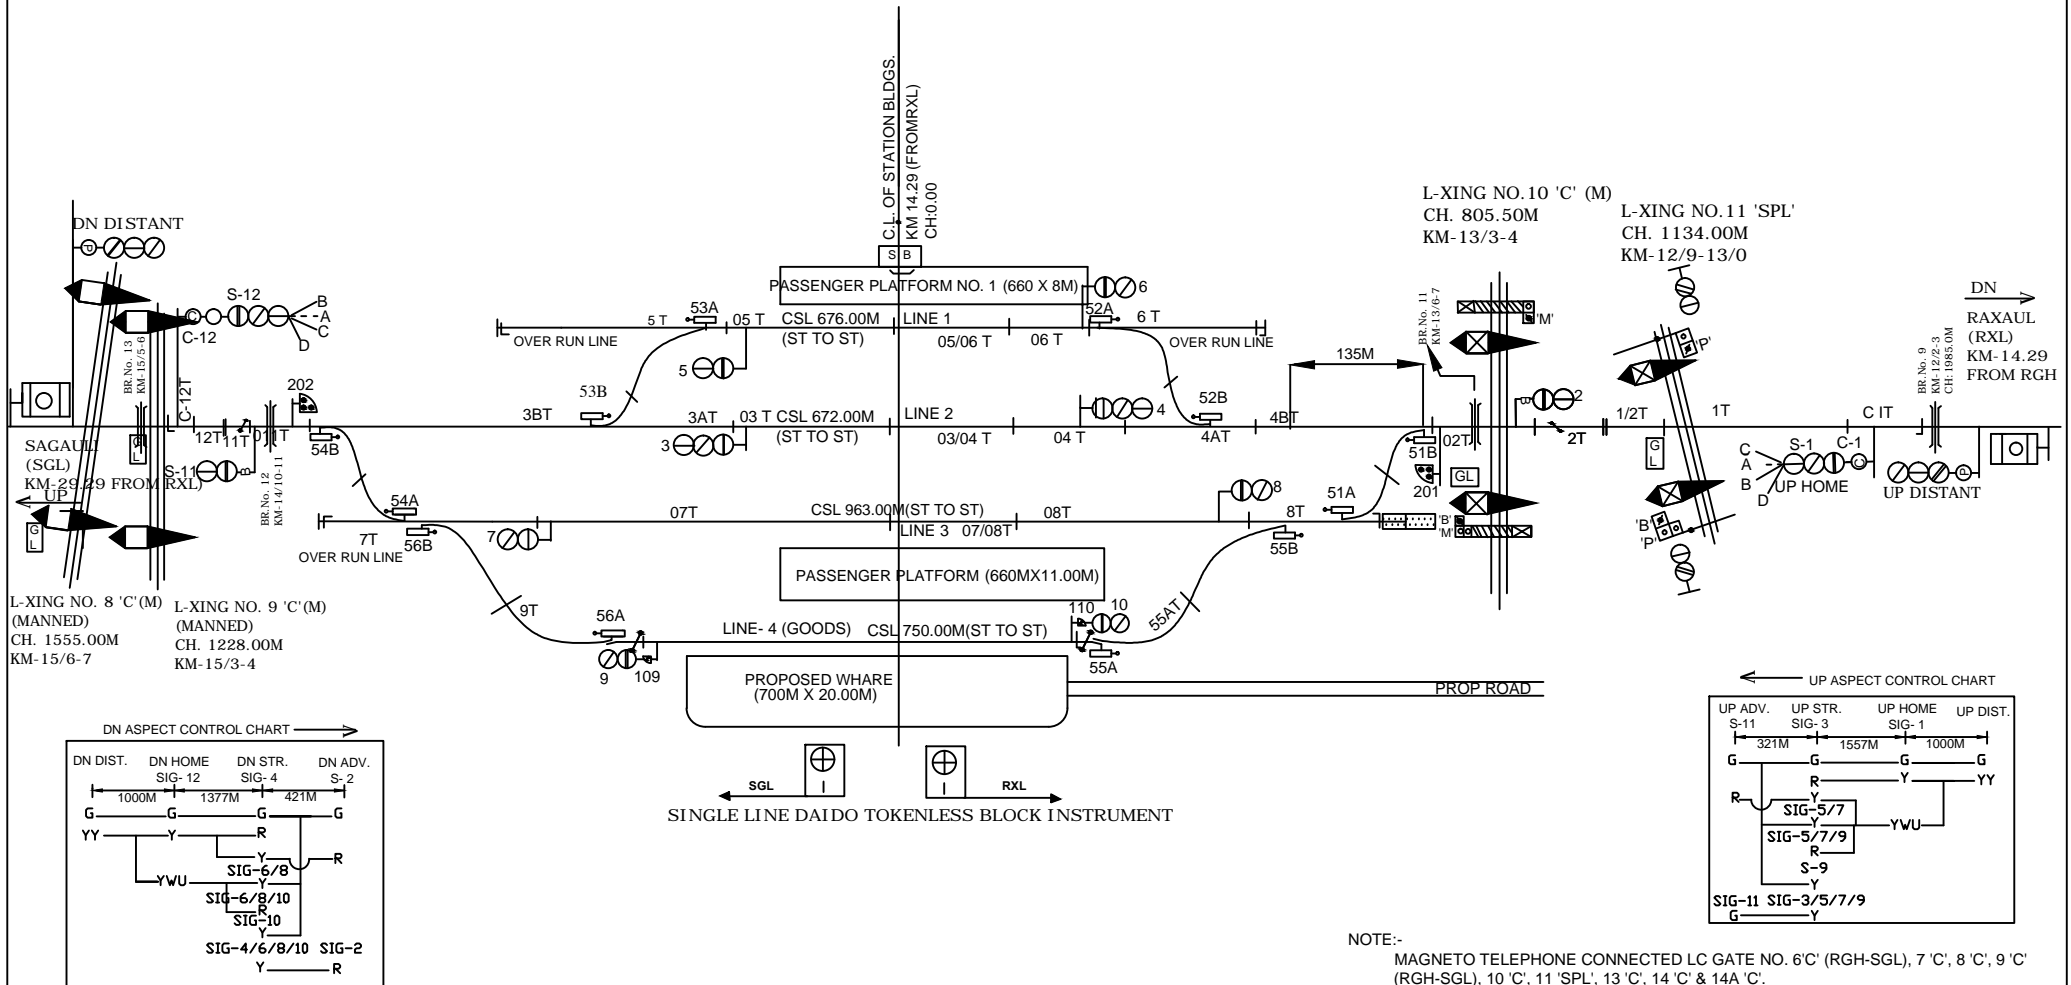 C.L. OF STATION BLDGS.
KM 14.29 (FROMRXL)
CH:0.00
S B
DN DISTANT
P
S-12
B
A
C
D
C
C-12
BR.No. 13
KM-15/5-6
C-12T
202
12T
11T
011T
54B
SAGAULI
(SGL)
KM-29.29 FROM RXL)
UP
S-11
B
BR.No. 12
KM-14/10-11
G
L
G
L
L-XING NO. 8 'C'(M)
(MANNED)
CH. 1555.00M
KM-15/6-7
L-XING NO. 9 'C'(M)
(MANNED)
CH. 1228.00M
KM-15/3-4
PASSENGER PLATFORM NO. 1 (660 X 8M)
6
53A
5 T
05 T
CSL 676.00M
(ST TO ST)
LINE 1
05/06 T
06 T
52A
6 T
OVER RUN LINE
OVER RUN LINE
5
53B
3BT
3AT
03 T
CSL 672.00M
(ST TO ST)
LINE 2
03/04 T
04 T
4
3
52B
4AT
4BT
135M
54A
56B
7T
OVER RUN LINE
7
07T
CSL 963.00M(ST TO ST)
LINE 3
07/08T
08T
8
8T
55B
51A
51B
201
02T
BR.No. 11
KM-13/6-7
L-XING NO.10 'C' (M)
CH. 805.50M
KM-13/3-4
L-XING NO.11 'SPL'
CH. 1134.00M
KM-12/9-13/0
'M'
GL
'B'
'M'
B
2
2T
1/2T
G
L
'P'
'B'
'P'
1T
C
A
B
D
S-1
C-1
C
UP HOME
C IT
BR.No. 9
KM-12/2-3
CH:1985.0M
P
UP DISTANT
DN
RAXAUL
(RXL)
KM-14.29
FROM RGH
PASSENGER PLATFORM (660MX11.00M)
9T
56A
9
109
LINE- 4 (GOODS)
CSL 750.00M(ST TO ST)
110
10
55A
55AT
PROPOSED WHARE
(700M X 20.00M)
PROP ROAD
SGL
RXL
SINGLE LINE DAIDO TOKENLESS BLOCK INSTRUMENT
DN ASPECT CONTROL CHART
DN DIST. DN HOME DN STR. DN ADV.
SIG- 12 SIG- 4 S- 2
1000M 1377M 421M
G G G G
YY Y R
Y R
SIG-6/8
YWU Y
SIG-6/8/10
R
SIG-10
Y
SIG-4/6/8/10 SIG-2
Y R
UP ASPECT CONTROL CHART
UP ADV. UP STR. UP HOME UP DIST.
S-11 SIG- 3 SIG- 1
321M 1557M 1000M
G G G G
R Y YY
R Y
SIG-5/7
Y YWU
SIG-5/7/9
R
S-9
Y
SIG-11 SIG-3/5/7/9
G Y
NOTE:-
MAGNETO TELEPHONE CONNECTED LC GATE NO. 6'C' (RGH-SGL), 7 'C', 8 'C', 9 'C'
(RGH-SGL), 10 'C', 11 'SPL', 13 'C', 14 'C' & 14A 'C'.